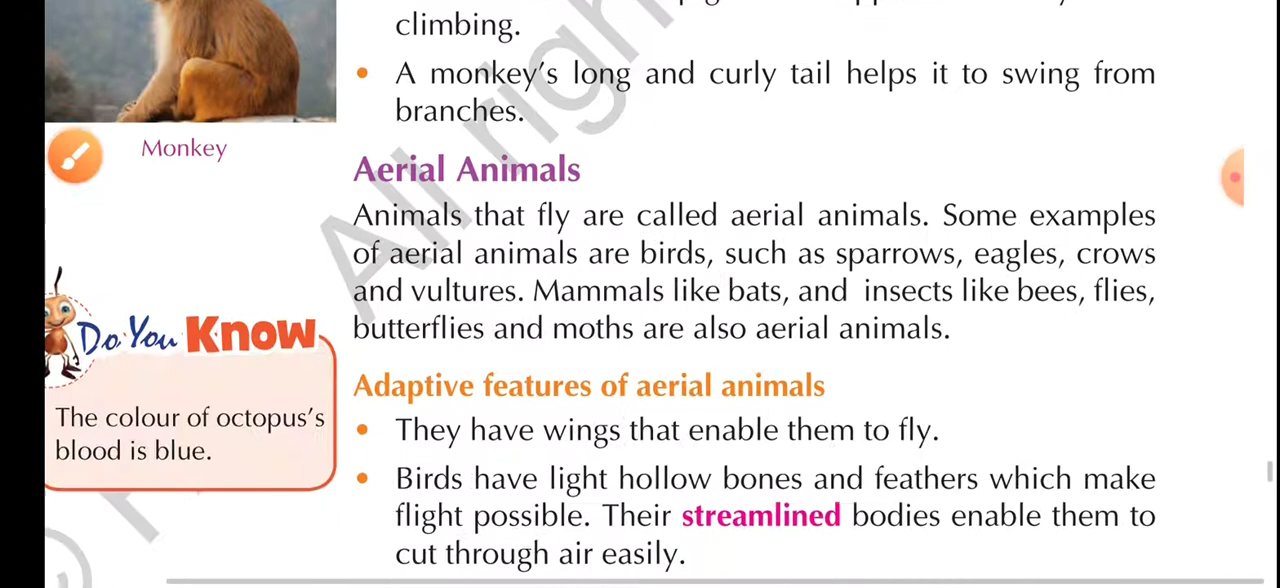 climbing.
• A monkey's long and curly tail helps it to swing from
branches.
Monkey
Aerial Animals
Animals that fly are called aerial animals. Some examples
of aerial animals are birds, such as sparrows, eagles, crows
and vultures. Mammals like bats, and insects like bees, flies,
butterflies and moths are also aerial animals.
Do You Know
The colour of octopus's
blood is blue.
Adaptive features of aerial animals
• They have wings that enable them to fly.
• Birds have light hollow bones and feathers which make
flight possible. Their streamlined bodies enable them to
cut through air easily.
All righ
©